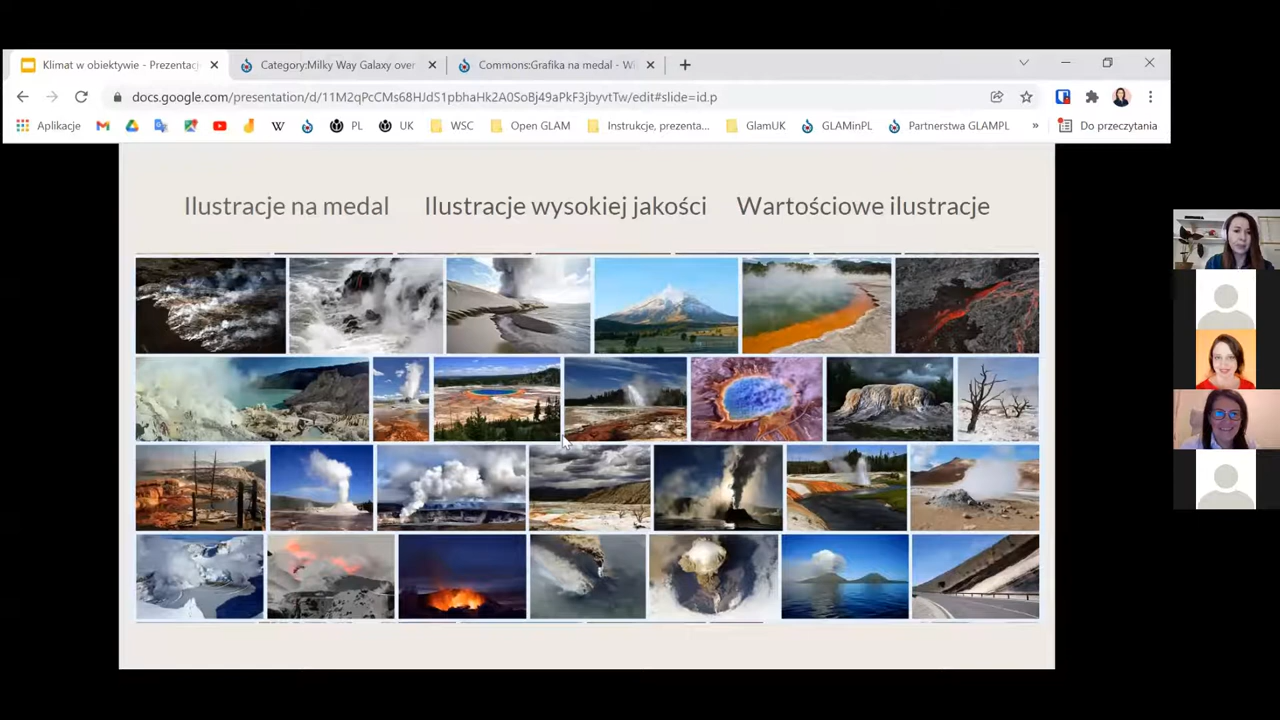 Klimat w obiektywie - Prezentacj
Category:Milky Way Galaxy over
Commons:Grafika na medal - Wi
docs.google.com/presentation/d/11M2qPcCMs68HJdS1pbhaHk2A0SoBj49aPkF3jbyvtTw/edit#slide=id.p
Aplikacje PL UK WSC Open GLAM Instrukcje, prezenta... GlamUK GLAMinPL Partnerstwa GLAMPL » Do przeczytania
Ilustracje na medal Ilustracje wysokiej jakości Wartościowe ilustracje